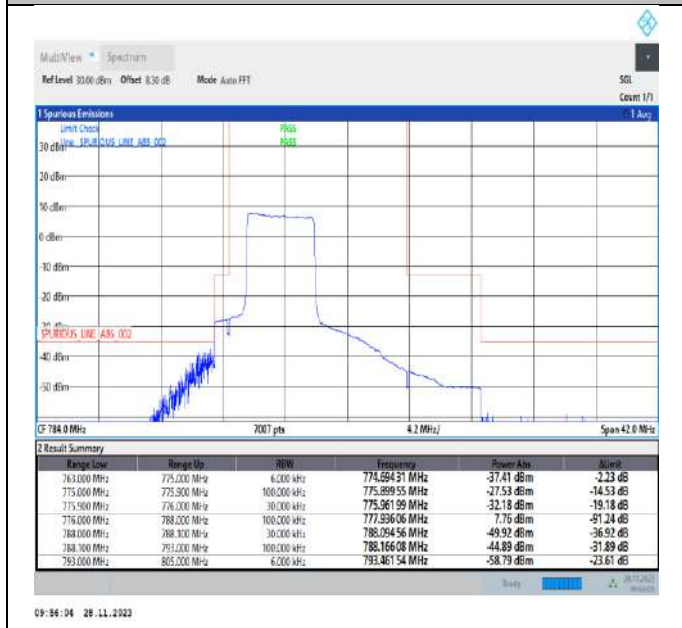 MultiView Spectrum
Ref Level 30.00 dBm Offset 8.30 dB Mode Auto FFT SGL
Count 1/1
1 Spurious Emissions 1 Avg
Limit Check PASS
Line _SPURIOUS_LINE_ABS_002 PASS
30 dBm
20 dBm
10 dBm
0 dBm
-10 dBm
-20 dBm
-30 dBm
SPURIOUS_LINE_ABS_002
-40 dBm
-50 dBm
CF 784.0 MHz 7007 pts 4.2 MHz/ Span 42.0 MHz
2 Result Summary
Range Low Range Up RBW Frequency Power Abs ΔLimit
763.000 MHz 775.000 MHz 6.000 kHz 774.69431 MHz -37.41 dBm -2.23 dB
775.000 MHz 775.900 MHz 100.000 kHz 775.89955 MHz -27.53 dBm -14.53 dB
775.900 MHz 776.000 MHz 30.000 kHz 775.96199 MHz -32.18 dBm -19.18 dB
776.000 MHz 788.000 MHz 100.000 kHz 777.93606 MHz 7.76 dBm -91.24 dB
788.000 MHz 788.100 MHz 30.000 kHz 788.09456 MHz -49.92 dBm -36.92 dB
788.100 MHz 793.000 MHz 100.000 kHz 788.16608 MHz -44.89 dBm -31.89 dB
793.000 MHz 805.000 MHz 6.000 kHz 793.46154 MHz -58.79 dBm -23.61 dB
Ready 28.11.2023
09:56:04 28.11.2023